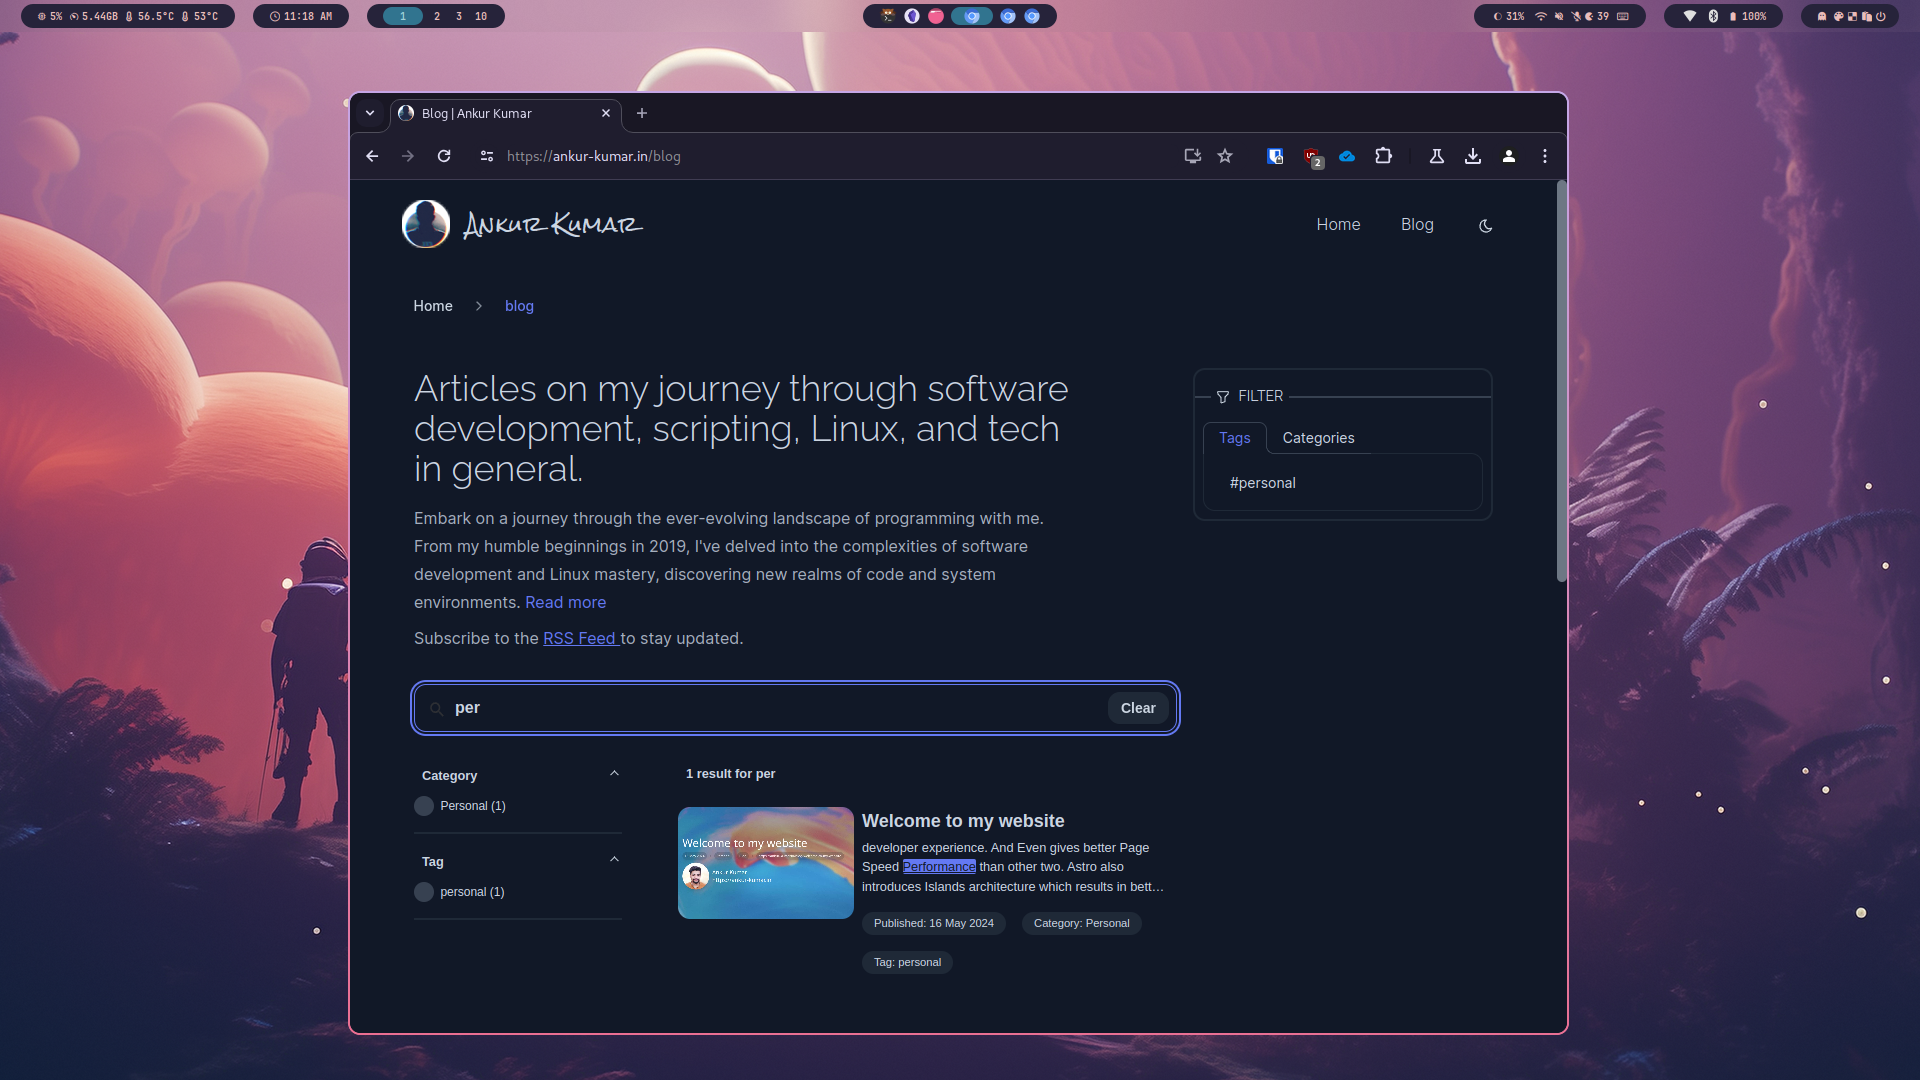 5% 5.44GB 56.5°C 53°C
11:18 AM
1 2 3 10
31% 39
100%
Blog | Ankur Kumar
https://ankur-kumar.in/blog
2
Ankur Kumar
Home Blog
Home > blog
Articles on my journey through software
development, scripting, Linux, and tech
in general.
FILTER
Tags Categories
#personal
Embark on a journey through the ever-evolving landscape of programming with me.
From my humble beginnings in 2019, I've delved into the complexities of software
development and Linux mastery, discovering new realms of code and system
environments. Read more
Subscribe to the RSS Feed to stay updated.
per Clear
Category
Personal (1)
Tag
personal (1)
1 result for per
Welcome to my website
Ankur Kumar
https://ankur-kumar.in
Welcome to my website
developer experience. And Even gives better Page
Speed Performance than other two. Astro also
introduces Islands architecture which results in bett…
Published: 16 May 2024 Category: Personal
Tag: personal